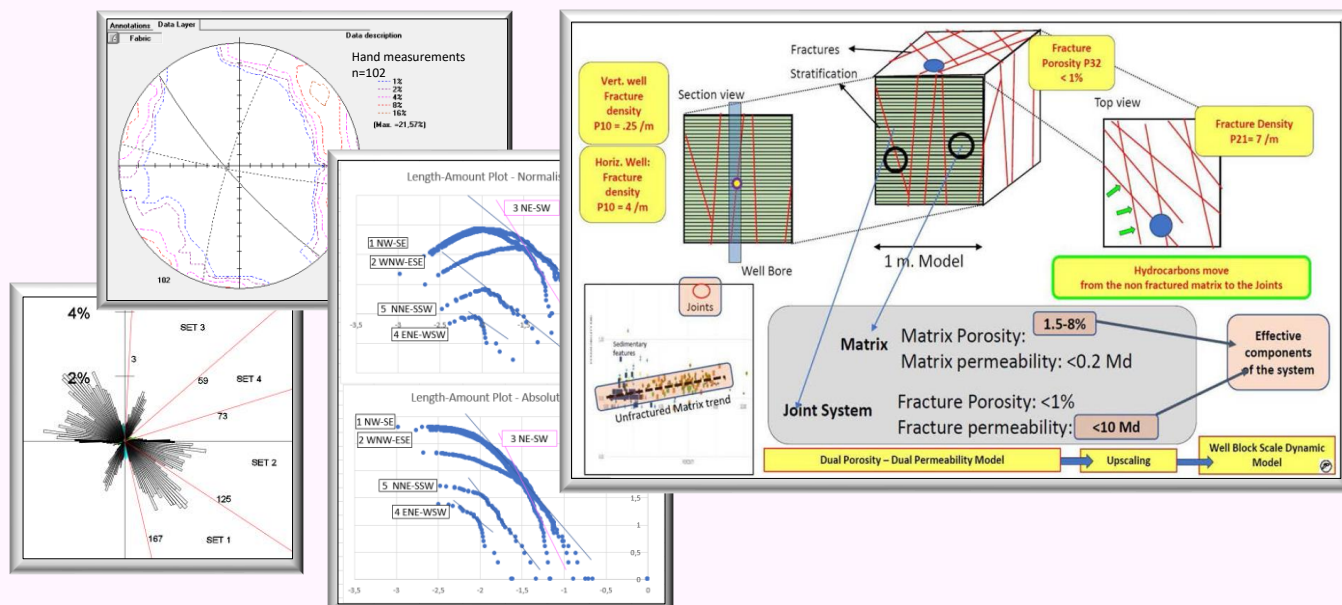 Annotations Data Layer
Fabric
Data description
Hand measurements
n=102
1%
2%
4%
8%
16%
(Max. =21,57%)
102
4%
2%
SET 3
3
59
SET 4
73
SET 2
125
SET 1
167
Length-Amount Plot - Normalis
3 NE-SW
1 NW-SE
2 WNW-ESE
5 NNE-SSW
4 ENE-WSW
-3,5 -3 -2,5 -2 -1,5
Length-Amount Plot - Absolut
1 NW-SE
2 WNW-ESE
3 NE-SW
5 NNE-SSW
4 ENE-WSW
1,5
1
0,5
0
-3,5 -3 -2,5 -2 -1,5 -1 -0,5 0
Fractures
Stratification
Fracture
Porosity P32
< 1%
Vert. well
Fracture
density
P10 = .25 /m
Section view
Top view
Fracture Density
P21= 7 /m
Horiz. Well:
Fracture
density
P10 = 4 /m
Well Bore
1 m. Model
Hydrocarbons move
from the non fractured matrix to the Joints
Joints
Sedimentary
features
Unfractured Matrix trend
Matrix
Matrix Porosity:
1.5-8%
Matrix permeability: <0.2 Md
Effective
components
of the system
Joint System
Fracture Porosity: <1%
Fracture permeability:
<10 Md
Dual Porosity – Dual Permeability Model
Upscaling
Well Block Scale Dynamic
Model